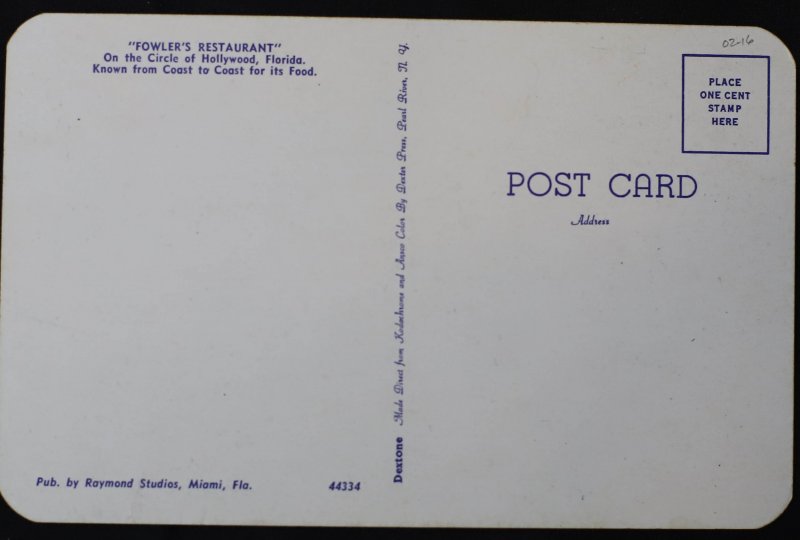 "FOWLER'S RESTAURANT"
On the Circle of Hollywood, Florida.
Known from Coast to Coast for its Food.
Pub. by Raymond Studios, Miami, Fla.
44334
Dextone Made Direct from Kodachrome and Ansco Color By Dexter Press, Pearl River, N. Y.
02-16
PLACE
ONE CENT
STAMP
HERE
POST CARD
Address